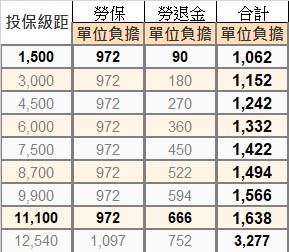 投保級距 勞保 勞退金 合計
單位負擔 單位負擔 單位負擔
1,500 972 90 1,062
3,000 972 180 1,152
4,500 972 270 1,242
6,000 972 360 1,332
7,500 972 450 1,422
8,700 972 522 1,494
9,900 972 594 1,566
11,100 972 666 1,638
12,540 1,097 752 3,277